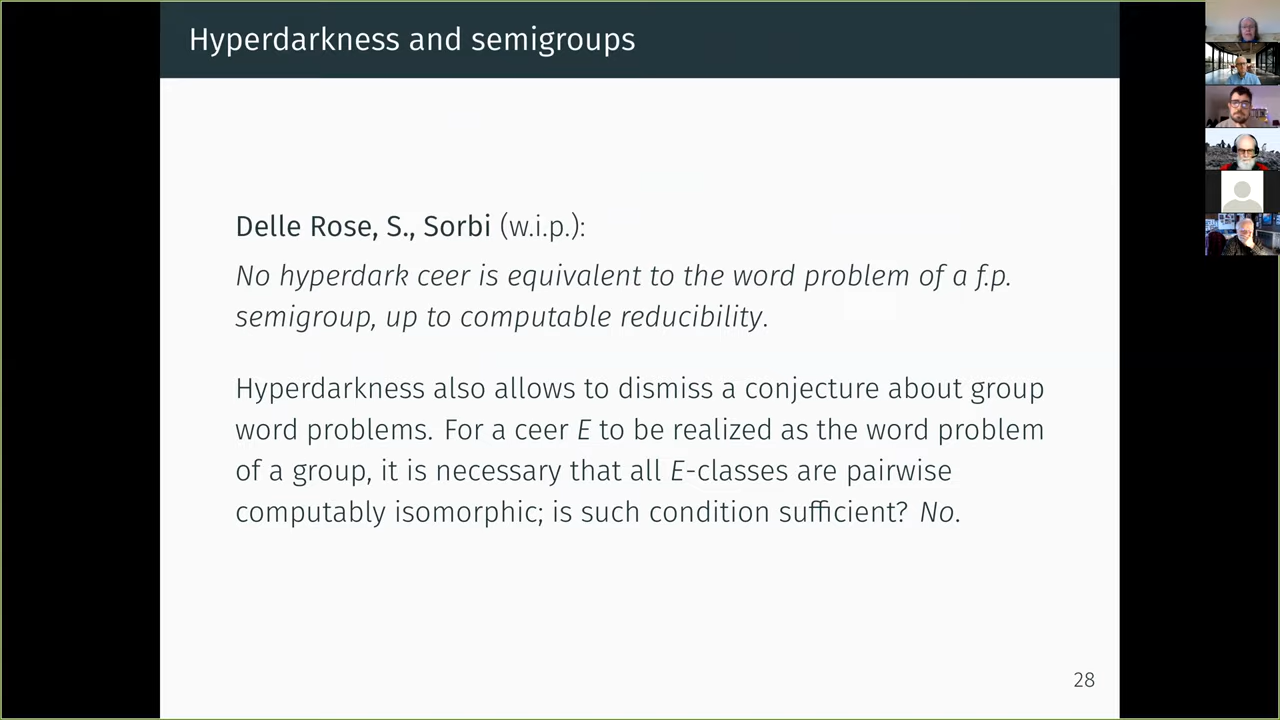 Hyperdarkness and semigroups
Delle Rose, S., Sorbi (w.i.p.):
No hyperdark ceer is equivalent to the word problem of a f.p.
semigroup, up to computable reducibility.
Hyperdarkness also allows to dismiss a conjecture about group
word problems. For a ceer E to be realized as the word problem
of a group, it is necessary that all E-classes are pairwise
computably isomorphic; is such condition sufficient? No.
28